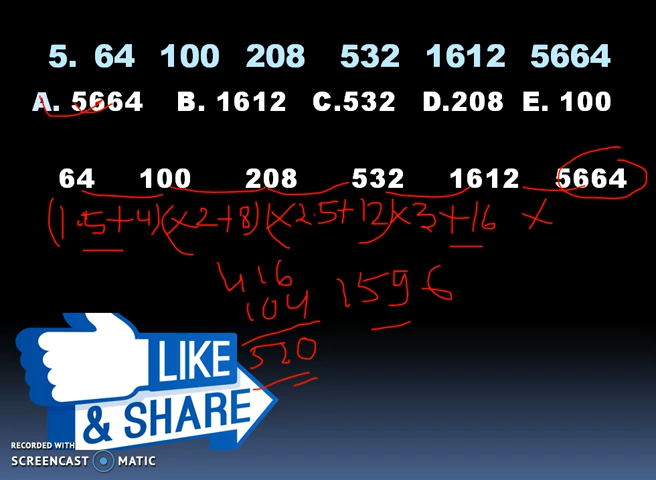 5. 64 100 208 532 1612 5664
A. 5664 B. 1612 C.532 D.208 E. 100
64 100 208 532 1612 5664
(1.5+4)(×2+8)(×2.5+12)×3+16 ×
416
104 1596
520
LIKE
& SHARE
RECORDED WITH
SCREENCAST MATIC